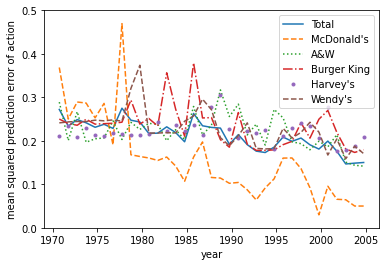 mean squared prediction error of action
0.5
0.4
0.3
0.2
0.1
0.0
Total
McDonald's
A&W
Burger King
Harvey's
Wendy's
1970 1975 1980 1985 1990 1995 2000 2005
year